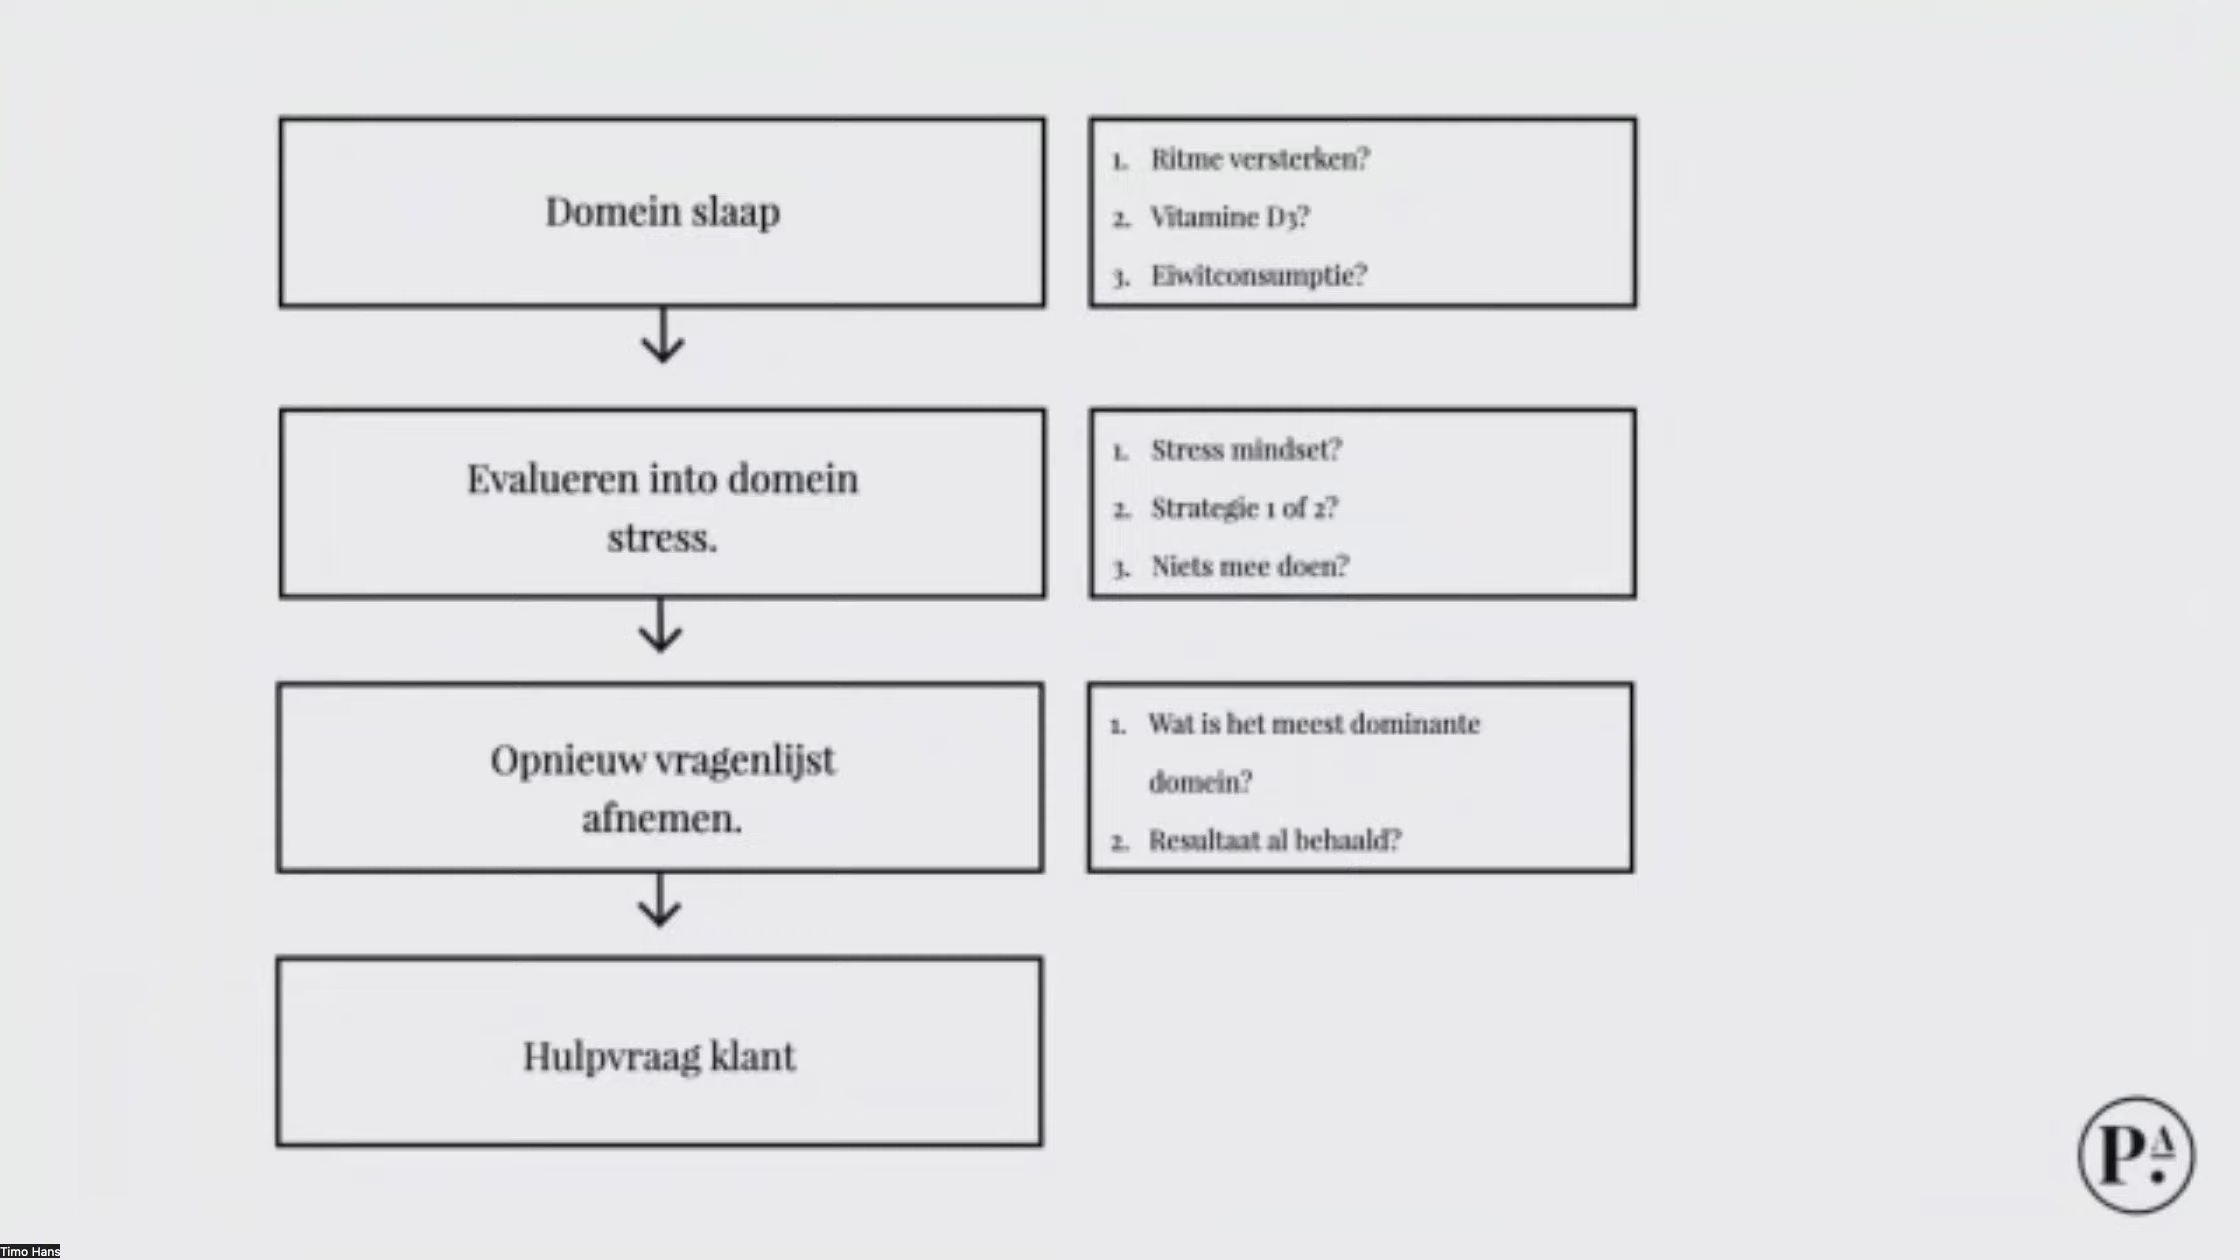 Domein slaap
1. Ritme versterken?
2. Vitamine D3?
3. Eiwitconsumptie?
Evalueren into domein
stress.
1. Stress mindset?
2. Strategie 1 of 2?
3. Niets mee doen?
Opnieuw vragenlijst
afnemen.
1. Wat is het meest dominante
domein?
2. Resultaat al behaald?
Hulpvraag klant
PA.
Timo Hans